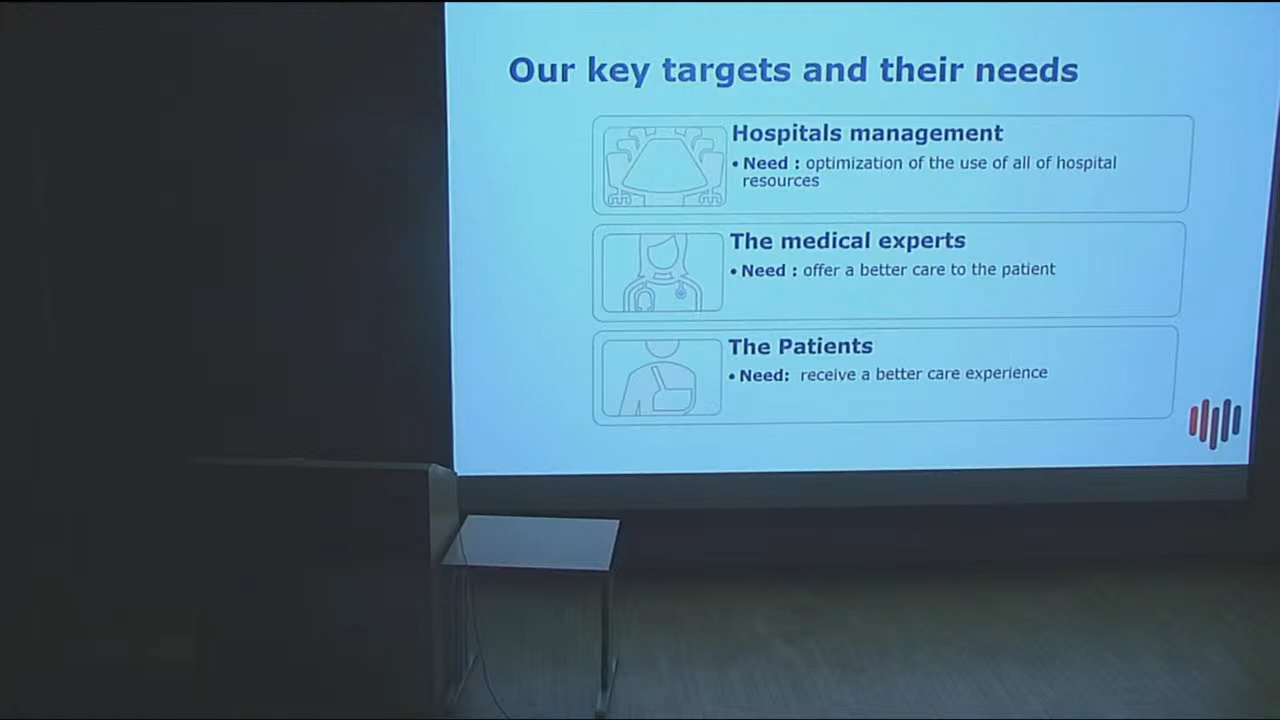 Our key targets and their needs
Hospitals management
• Need : optimization of the use of all of hospital
resources
The medical experts
• Need : offer a better care to the patient
The Patients
• Need: receive a better care experience